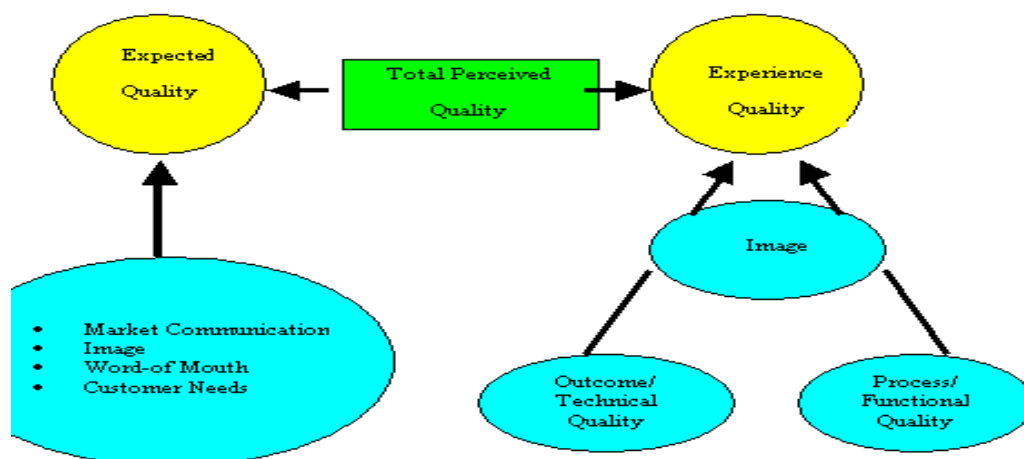 Expected
Quality
Total Perceived
Quality
Experience
Quality
• Market Communication
• Image
• Word-of Mouth
• Customer Needs
Image
Outcome/
Technical
Quality
Process/
Functional
Quality